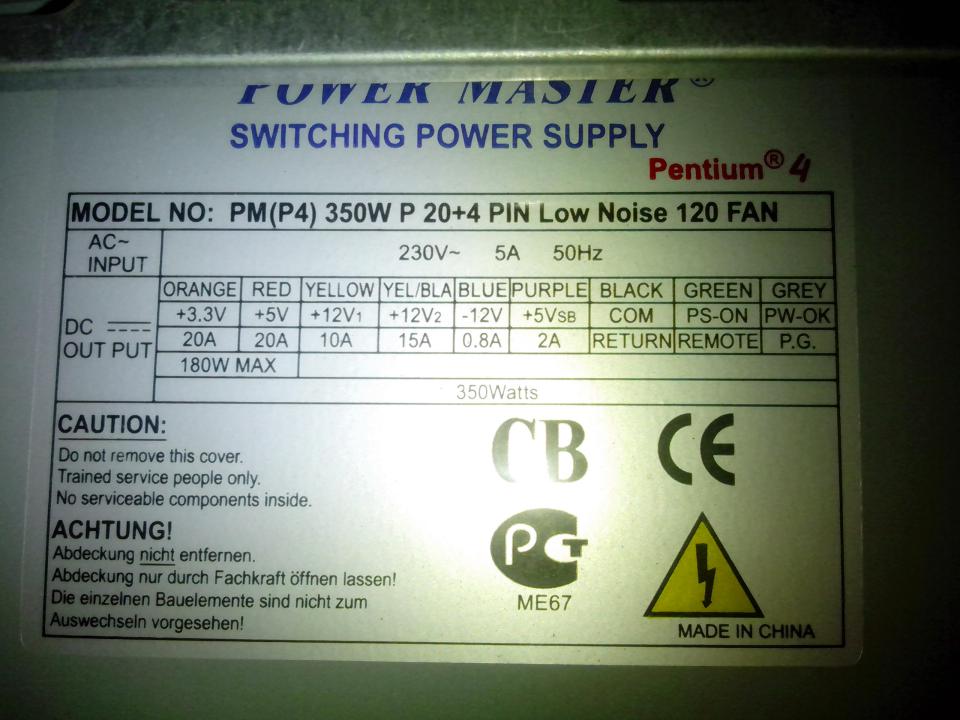 POWER MASTER®
SWITCHING POWER SUPPLY
Pentium® 4
MODEL NO: PM(P4) 350W P 20+4 PIN Low Noise 120 FAN
AC~ INPUT 230V~ 5A 50Hz
ORANGE RED YELLOW YEL/BLA BLUE PURPLE BLACK GREEN GREY
DC OUT PUT +3.3V +5V +12V1 +12V2 -12V +5VSB COM PS-ON PW-OK
20A 20A 10A 15A 0.8A 2A RETURN REMOTE P.G.
180W MAX
350Watts
CAUTION:
Do not remove this cover.
Trained service people only.
No serviceable components inside.
ACHTUNG!
Abdeckung nicht entfernen.
Abdeckung nur durch Fachkraft öffnen lassen!
Die einzelnen Bauelemente sind nicht zum
Auswechseln vorgesehen!
CB CE
PCT
ME67
MADE IN CHINA